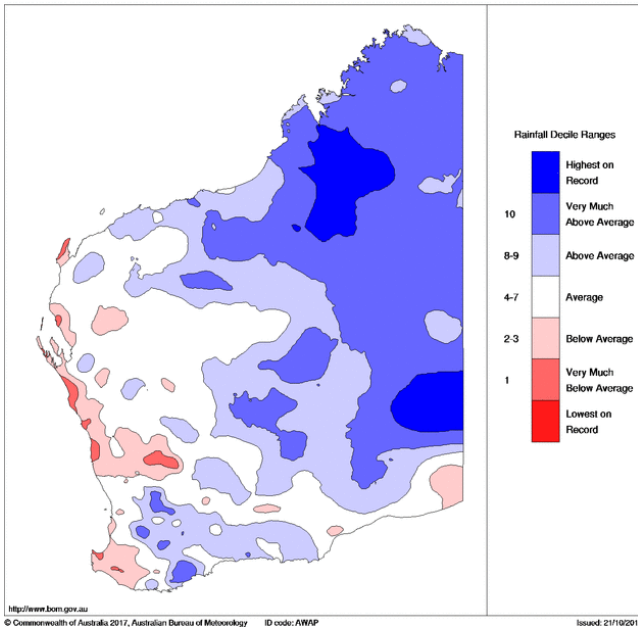 Rainfall Decile Ranges
Highest on
Record
10
Very Much
Above Average
8-9
Above Average
4-7
Average
2-3
Below Average
1
Very Much
Below Average
Lowest on
Record
http://www.bom.gov.au
© Commonwealth of Australia 2017, Australian Bureau of Meteorology ID code: AWAP Issued: 21/10/201